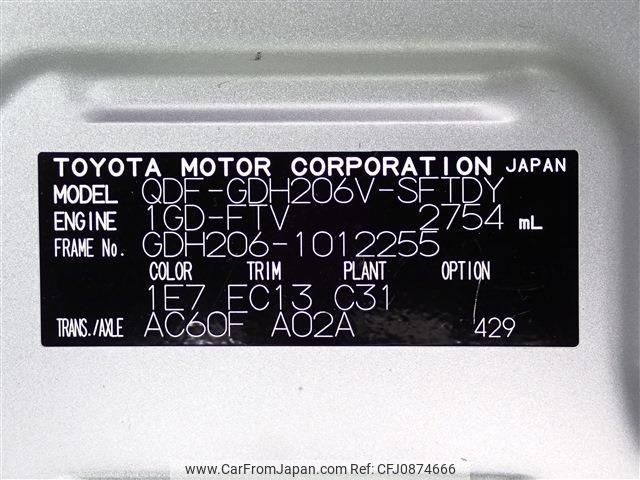 TOYOTA MOTOR CORPORATION JAPAN
MODEL QDF-GDH206V-SFTDY
ENGINE 1GD-FTV 2754 mL
FRAME No. GDH206-1012255
COLOR TRIM PLANT OPTION
1E7 FC13 C31
TRANS./AXLE AC60F A02A 429
www.CarFromJapan.com | CFJ0874666